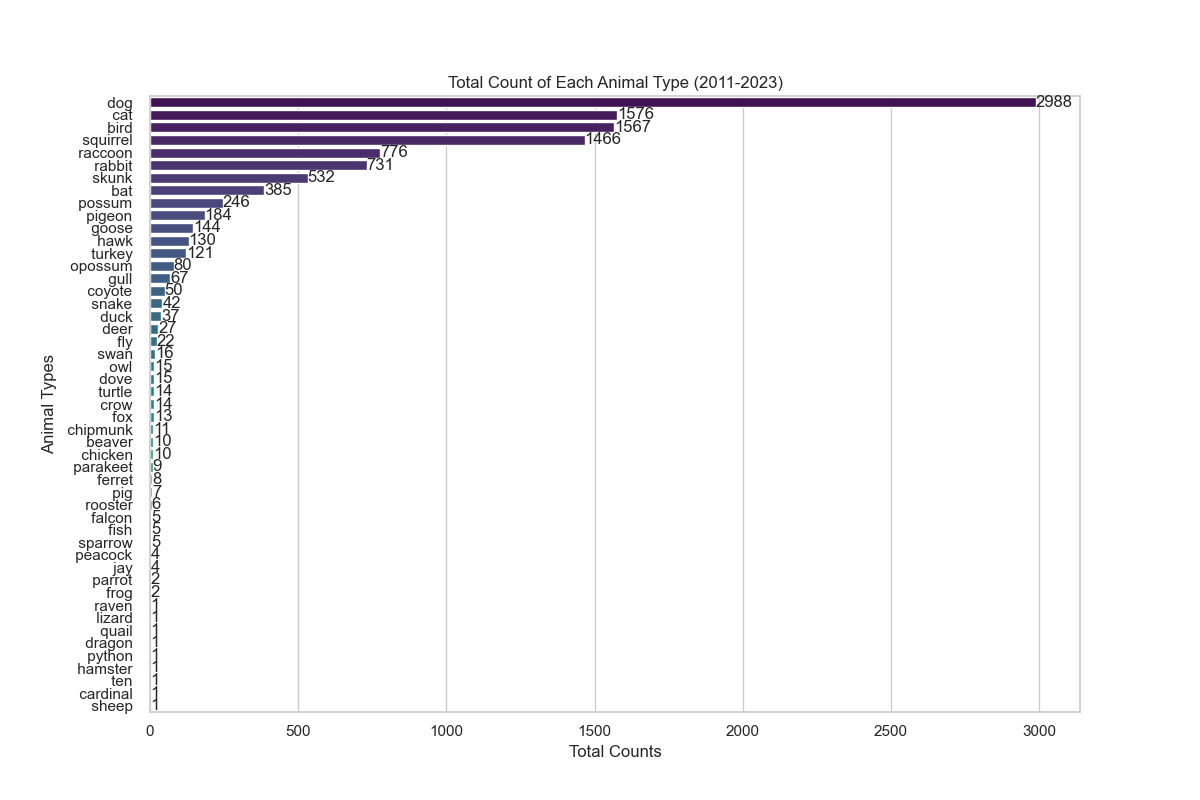 Total Count of Each Animal Type (2011-2023)
dog 2988
cat 1576
bird 1567
squirrel 1466
raccoon 776
rabbit 731
skunk 532
bat 385
possum 246
pigeon 184
goose 144
hawk 130
turkey 121
opossum 80
gull 67
coyote 50
snake 42
duck 37
deer 27
fly 22
swan 16
owl 15
dove 15
turtle 14
crow 14
fox 13
chipmunk 11
beaver 10
chicken 10
parakeet 9
ferret 8
pig 7
rooster 6
falcon 5
fish 5
sparrow 5
peacock 4
jay 4
parrot 2
frog 2
raven 1
lizard 1
quail 1
dragon 1
python 1
hamster 1
ten 1
cardinal 1
sheep 1
Animal Types
0 500 1000 1500 2000 2500 3000
Total Counts